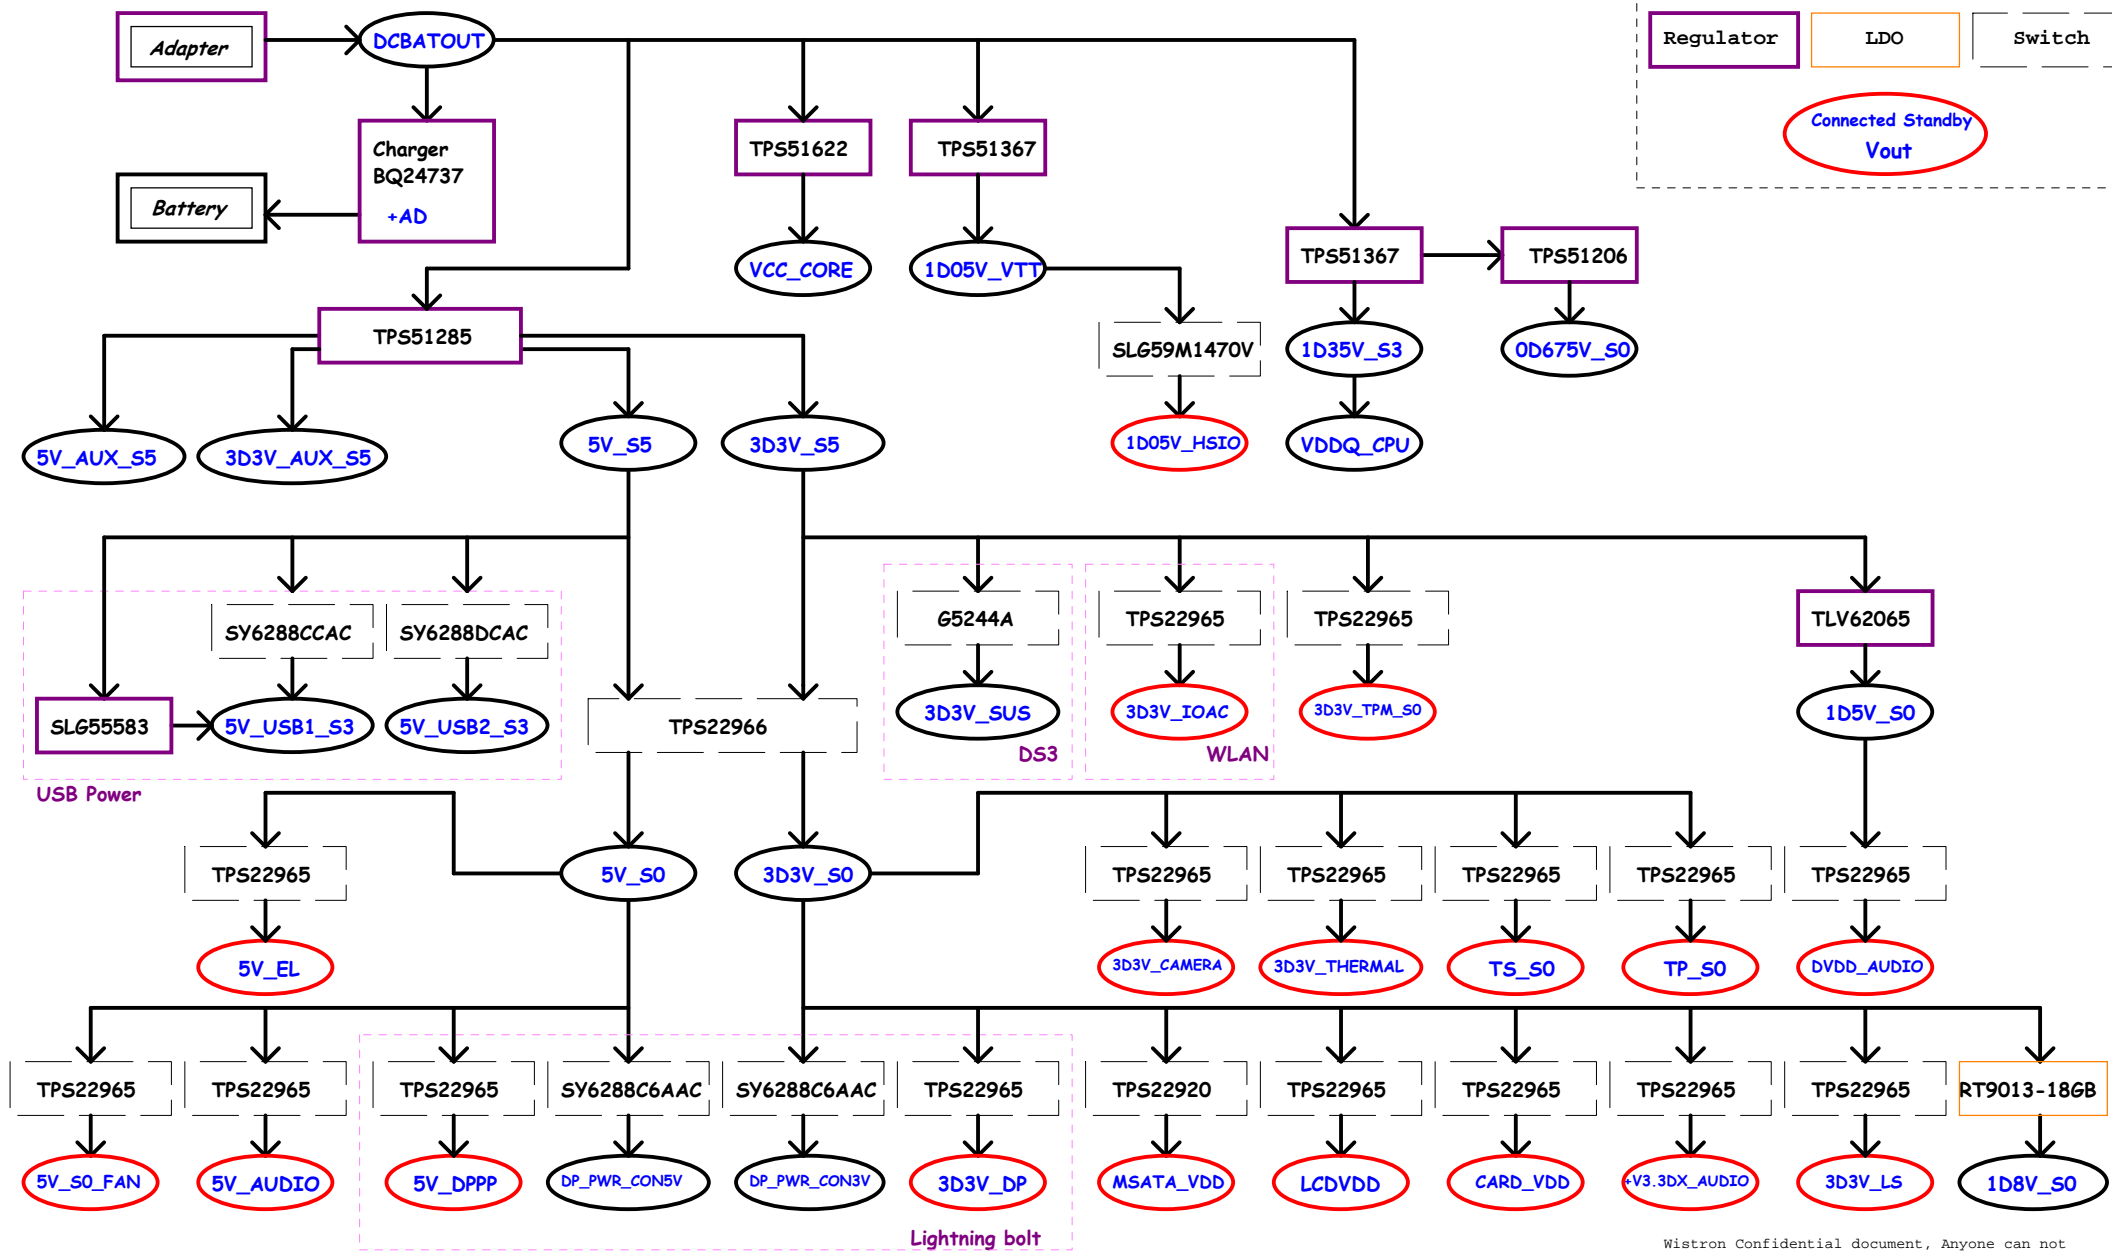 Adapter
DCBATOUT
Regulator
LDO
Switch
Connected Standby
Vout
Charger
BQ24737
+AD
Battery
TPS51622
TPS51367
VCC_CORE
1D05V_VTT
TPS51367
TPS51206
TPS51285
SLG59M1470V
1D35V_S3
0D675V_S0
5V_AUX_S5
3D3V_AUX_S5
5V_S5
3D3V_S5
1D05V_HSIO
VDDQ_CPU
SY6288CCAC
SY6288DCAC
G5244A
TPS22965
TPS22965
TLV62065
SLG55583
5V_USB1_S3
5V_USB2_S3
TPS22966
3D3V_SUS
3D3V_IOAC
3D3V_TPM_S0
1D5V_S0
DS3
WLAN
USB Power
TPS22965
5V_S0
3D3V_S0
TPS22965
TPS22965
TPS22965
TPS22965
TPS22965
5V_EL
3D3V_CAMERA
3D3V_THERMAL
TS_S0
TP_S0
DVDD_AUDIO
TPS22965
TPS22965
TPS22965
SY6288C6AAC
SY6288C6AAC
TPS22965
TPS22920
TPS22965
TPS22965
TPS22965
TPS22965
RT9013-18GB
5V_S0_FAN
5V_AUDIO
5V_DPPP
DP_PWR_CON5V
DP_PWR_CON3V
3D3V_DP
MSATA_VDD
LCDVDD
CARD_VDD
+V3.3DX_AUDIO
3D3V_LS
1D8V_S0
Lightning bolt
Wistron Confidential document, Anyone can not